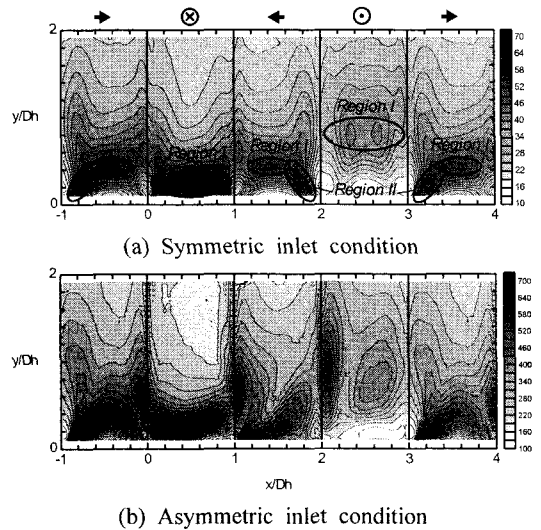 2
70
64
58
52
46
40
34
28
22
16
10
y/Dh
Region I
Region I
Region I
Region I
Region II
0
-1 0 1 2 3 4
(a) Symmetric inlet condition
2
700
640
580
520
460
400
340
280
220
160
100
y/Dh
0
-1 0 1 2 3 4
x/Dh
(b) Asymmetric inlet condition